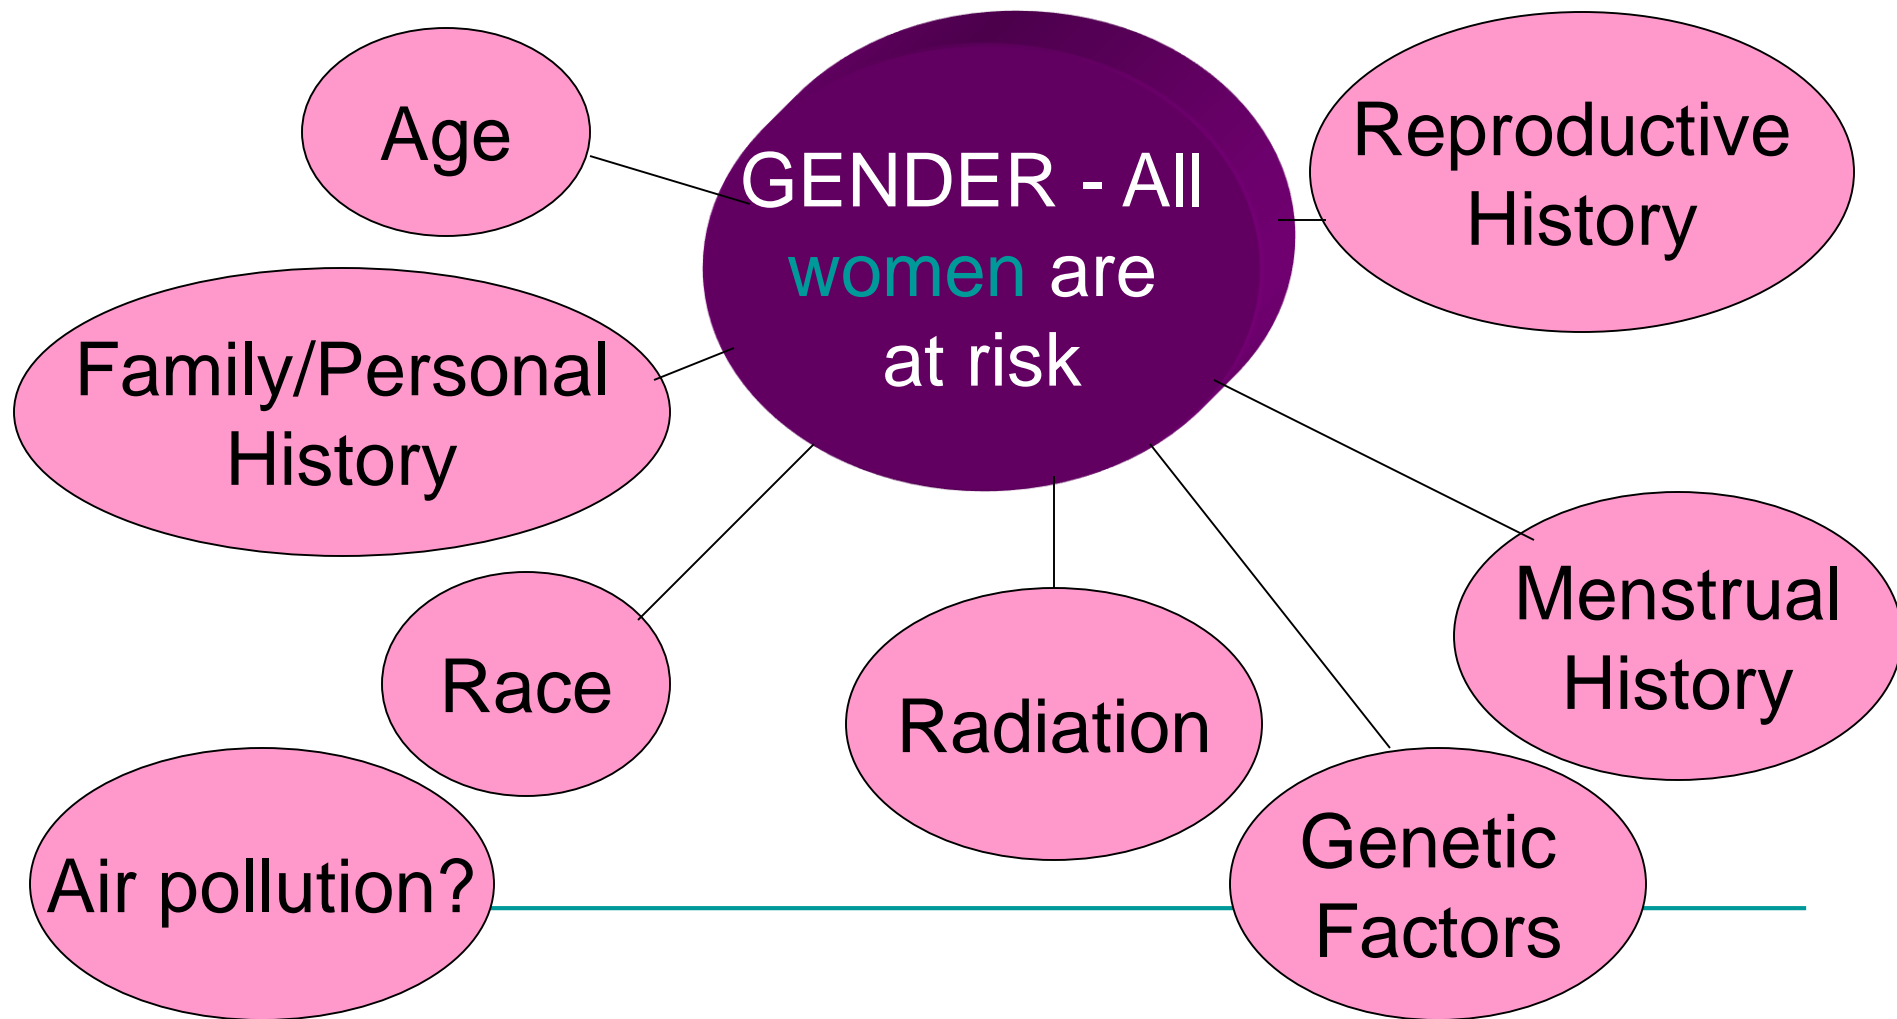 Age
GENDER - All
women are
at risk
Reproductive
History
Family/Personal
History
Race
Radiation
Menstrual
History
Air pollution?
Genetic
Factors